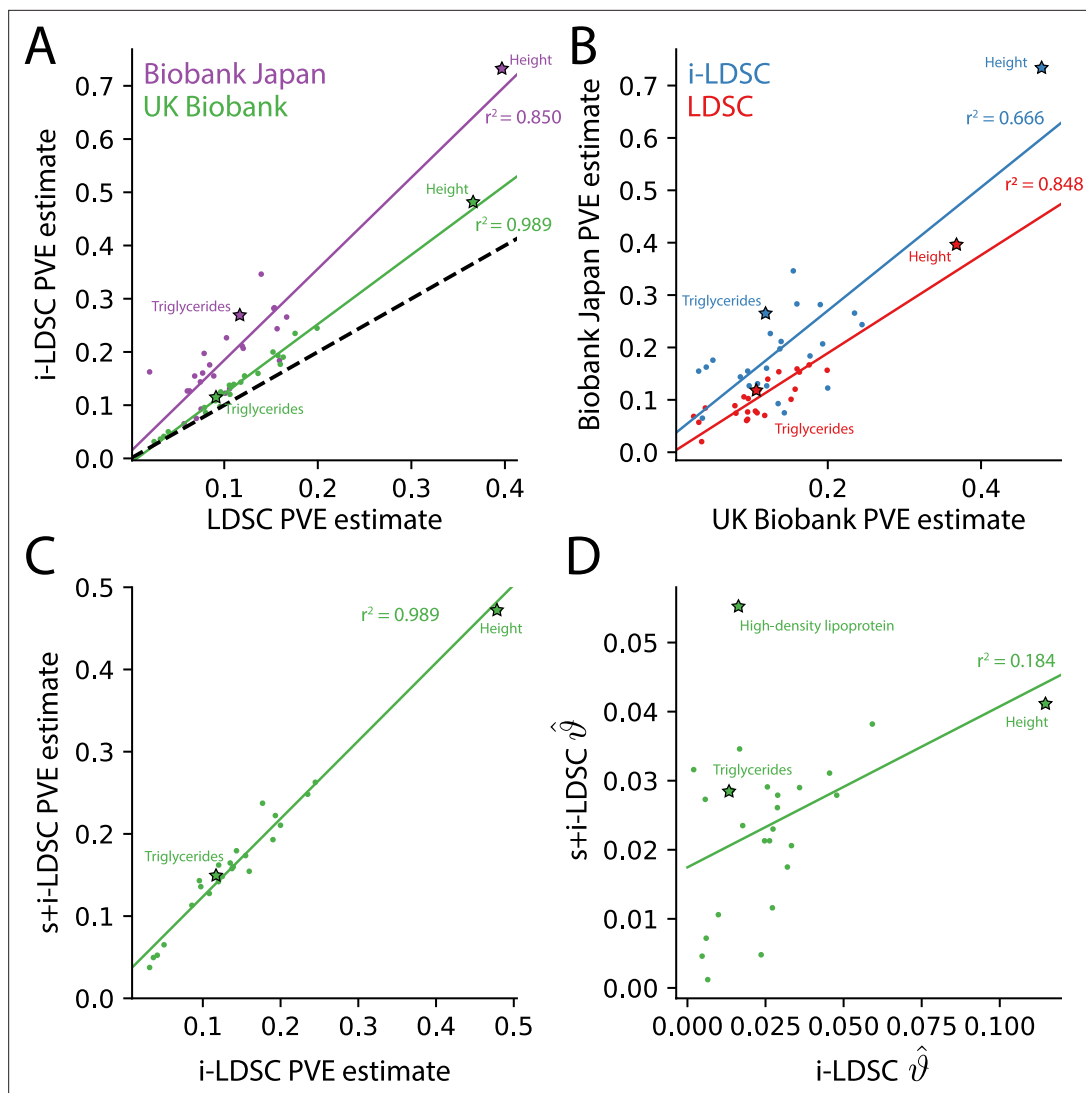 A
Biobank Japan
UK Biobank
Height
r² = 0.850
Height
r² = 0.989
Triglycerides
Triglycerides
i-LDSC PVE estimate
0.7
0.6
0.5
0.4
0.3
0.2
0.1
0.0
0.1
0.2
0.3
0.4
LDSC PVE estimate
B
i-LDSC
LDSC
Height
r² = 0.666
r² = 0.848
Height
Triglycerides
Triglycerides
Biobank Japan PVE estimate
0.7
0.6
0.5
0.4
0.3
0.2
0.1
0.0
0.2
0.4
UK Biobank PVE estimate
C
r² = 0.989
Height
Triglycerides
s+i-LDSC PVE estimate
0.5
0.4
0.3
0.2
0.1
0.0
0.1
0.2
0.3
0.4
0.5
i-LDSC PVE estimate
D
High-density lipoprotein
r² = 0.184
Height
Triglycerides
s+i-LDSC ϑ̂
0.05
0.04
0.03
0.02
0.01
0.00
0.000
0.025
0.050
0.075
0.100
i-LDSC ϑ̂